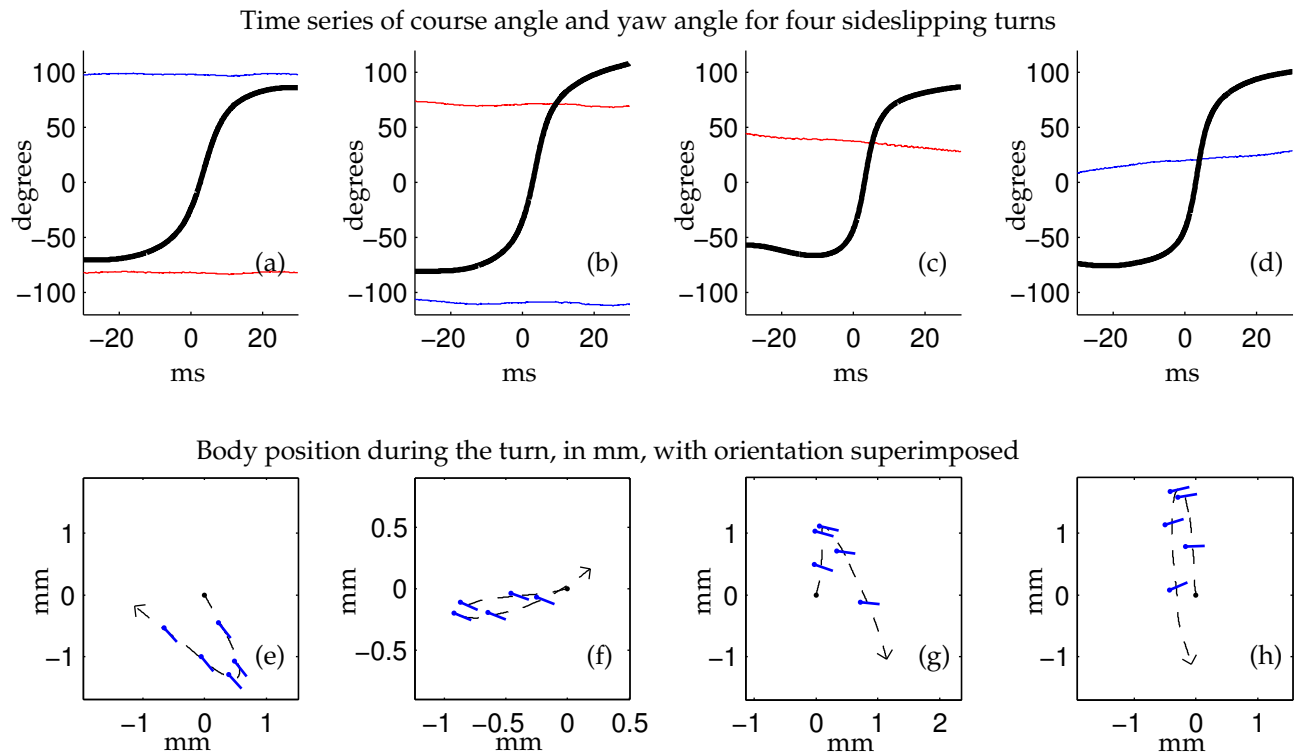 Time series of course angle and yaw angle for four sideslipping turns
degrees
100
50
0
−50
−100
(a)
−20 0 20
ms
degrees
100
50
0
−50
−100
(b)
−20 0 20
ms
degrees
100
50
0
−50
−100
(c)
−20 0 20
ms
degrees
100
50
0
−50
−100
(d)
−20 0 20
ms
Body position during the turn, in mm, with orientation superimposed
mm
1
0
−1
(e)
−1 0 1
mm
mm
0.5
0
−0.5
(f)
−1 −0.5 0 0.5
mm
mm
1
0
−1
(g)
−1 0 1 2
mm
mm
1
0
−1
(h)
−1 0 1
mm